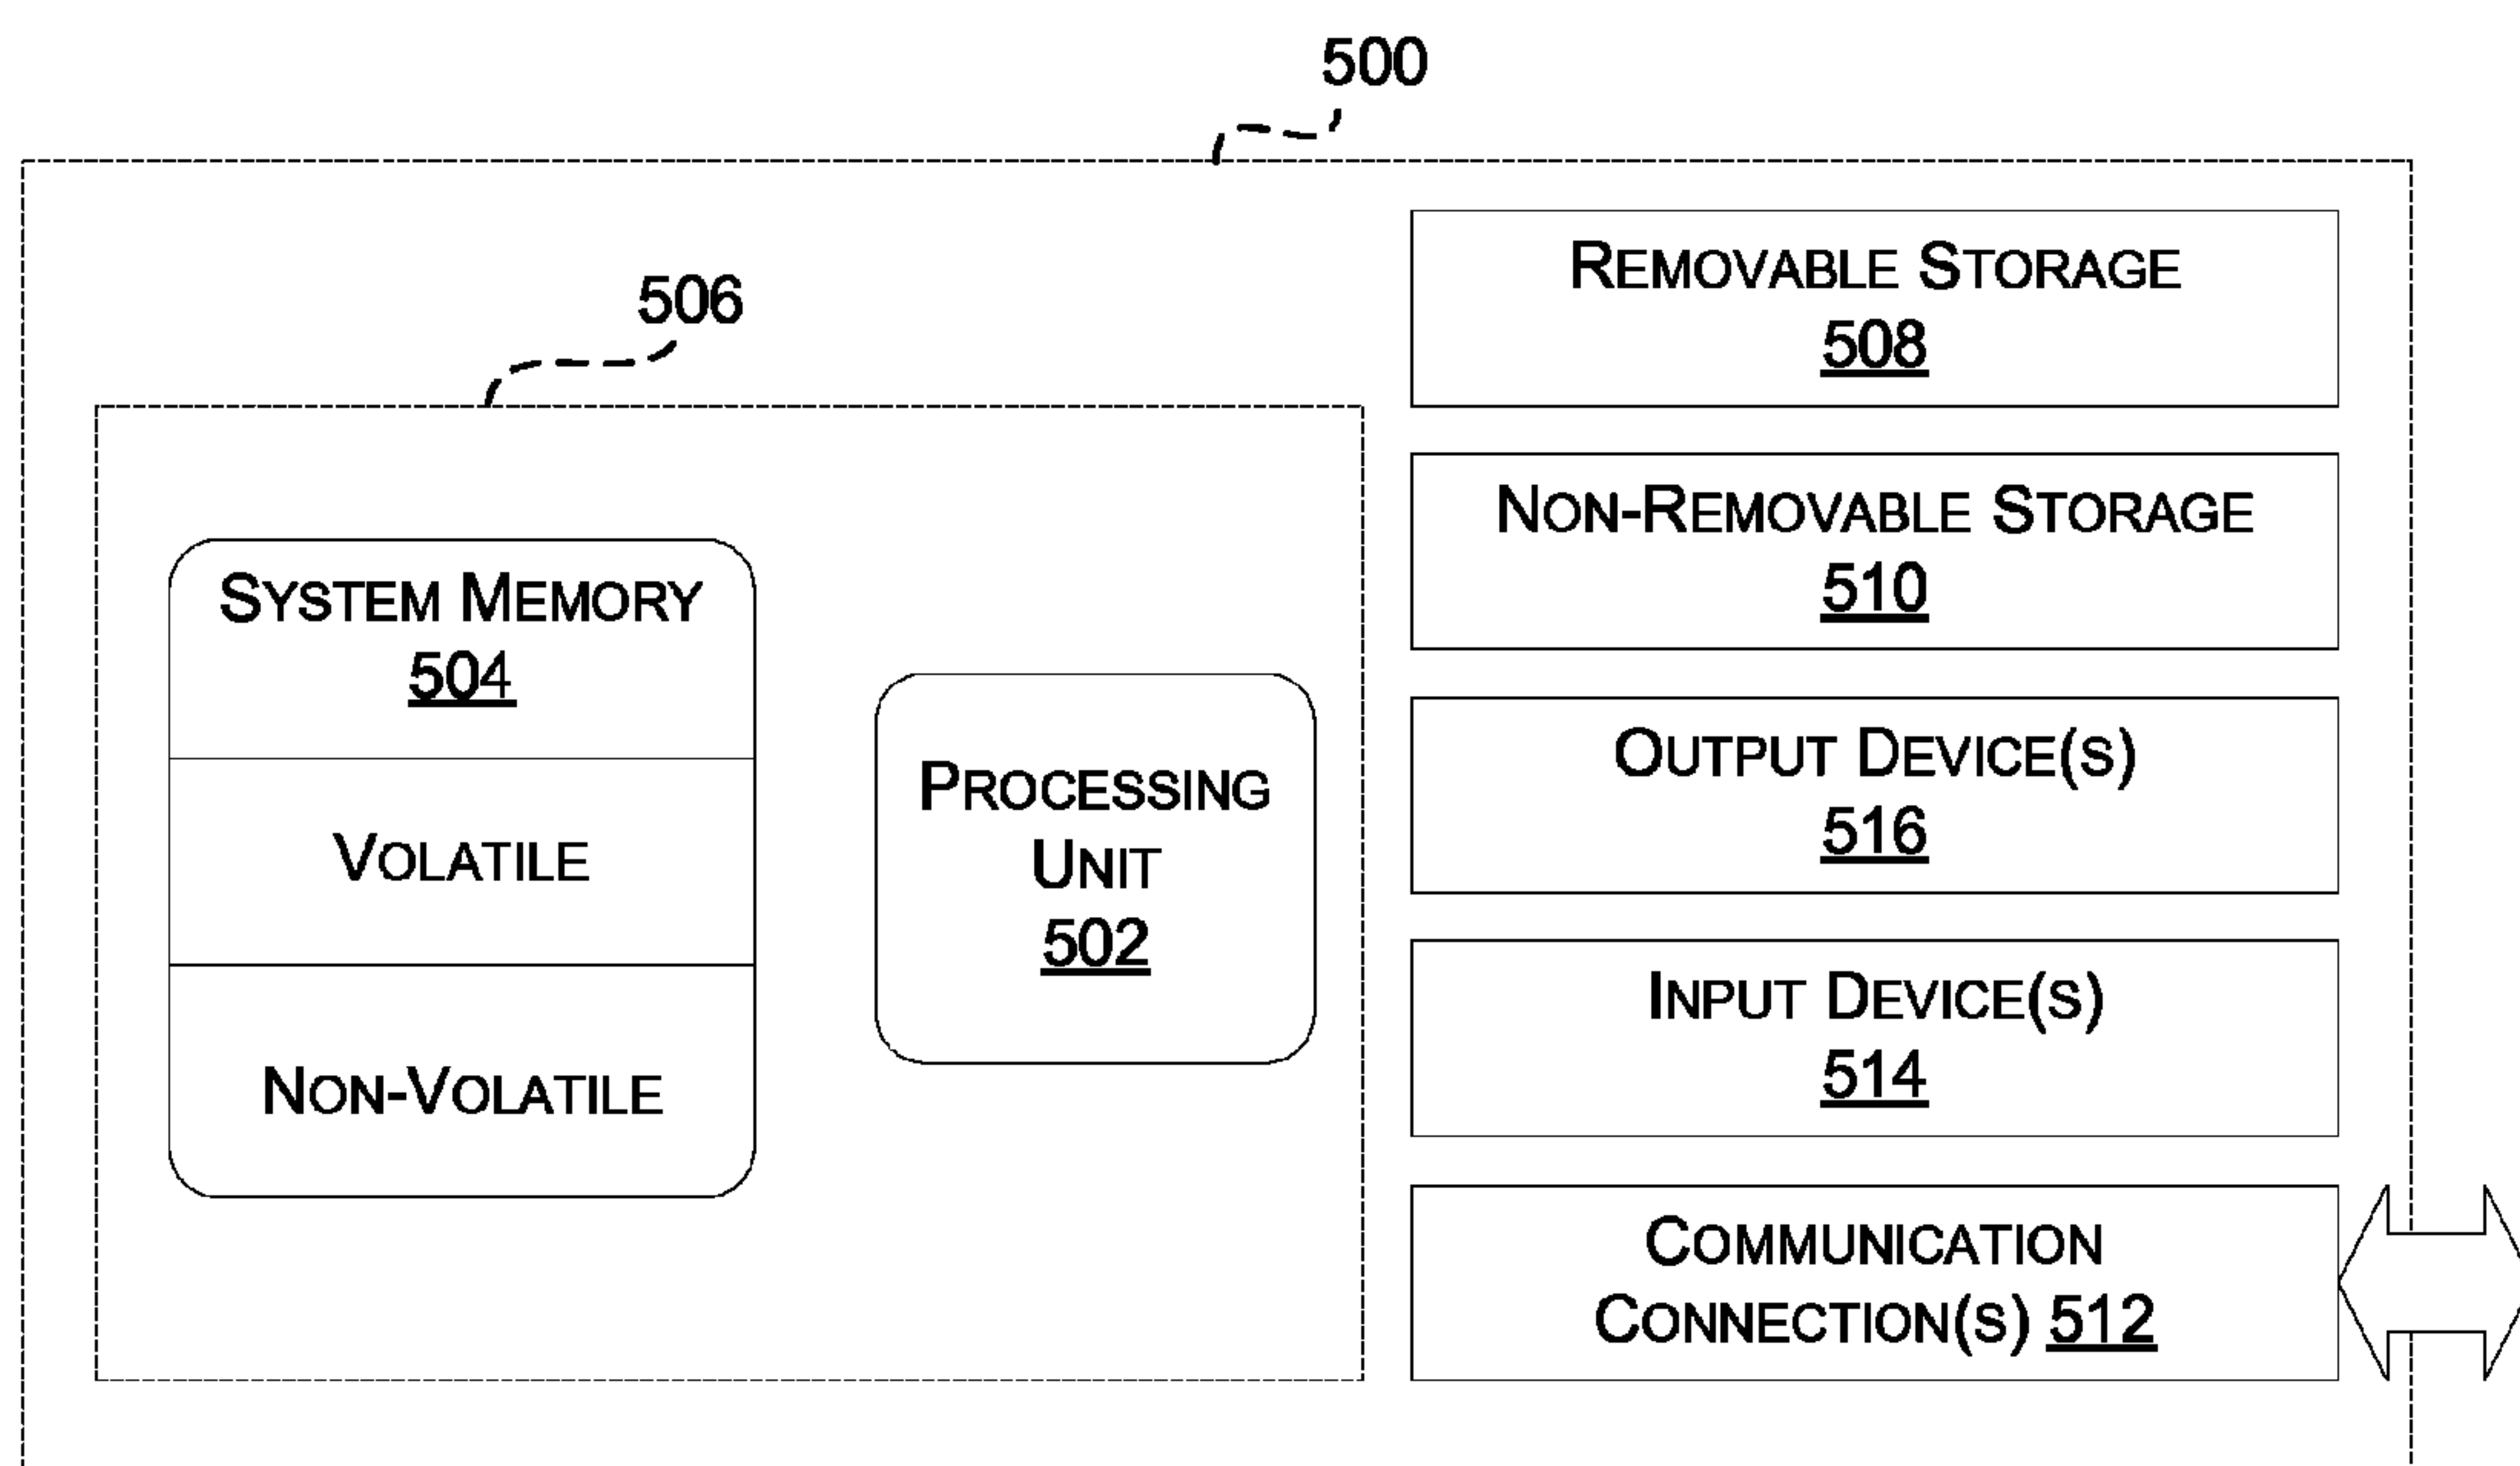 500
506
SYSTEM MEMORY
504
VOLATILE
NON-VOLATILE
PROCESSING
UNIT
502
REMOVABLE STORAGE
508
NON-REMOVABLE STORAGE
510
OUTPUT DEVICE(S)
516
INPUT DEVICE(S)
514
COMMUNICATION
CONNECTION(S) 512